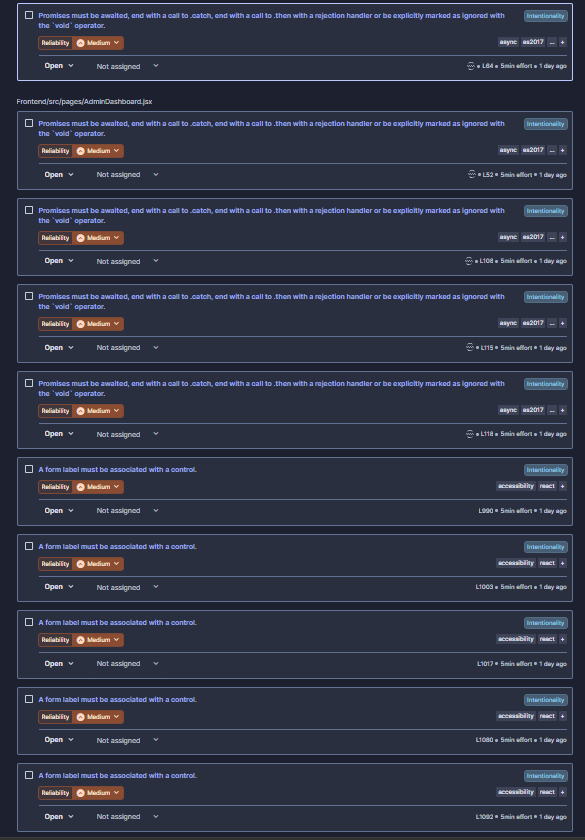 Promises must be awaited, end with a call to .catch, end with a call to .then with a rejection handler or be explicitly marked as ignored with
the `void` operator.
Intentionality
Reliability Medium
async es2017 ... +
Open Not assigned
L64 • 5min effort • 1 day ago
Frontend/src/pages/AdminDashboard.jsx
Promises must be awaited, end with a call to .catch, end with a call to .then with a rejection handler or be explicitly marked as ignored with
the `void` operator.
Intentionality
Reliability Medium
async es2017 ... +
Open Not assigned
L52 • 5min effort • 1 day ago
Promises must be awaited, end with a call to .catch, end with a call to .then with a rejection handler or be explicitly marked as ignored with
the `void` operator.
Intentionality
Reliability Medium
async es2017 ... +
Open Not assigned
L108 • 5min effort • 1 day ago
Promises must be awaited, end with a call to .catch, end with a call to .then with a rejection handler or be explicitly marked as ignored with
the `void` operator.
Intentionality
Reliability Medium
async es2017 ... +
Open Not assigned
L115 • 5min effort • 1 day ago
Promises must be awaited, end with a call to .catch, end with a call to .then with a rejection handler or be explicitly marked as ignored with
the `void` operator.
Intentionality
Reliability Medium
async es2017 ... +
Open Not assigned
L118 • 5min effort • 1 day ago
A form label must be associated with a control.
Intentionality
Reliability Medium
accessibility react +
Open Not assigned
L990 • 5min effort • 1 day ago
A form label must be associated with a control.
Intentionality
Reliability Medium
accessibility react +
Open Not assigned
L1003 • 5min effort • 1 day ago
A form label must be associated with a control.
Intentionality
Reliability Medium
accessibility react +
Open Not assigned
L1017 • 5min effort • 1 day ago
A form label must be associated with a control.
Intentionality
Reliability Medium
accessibility react +
Open Not assigned
L1080 • 5min effort • 1 day ago
A form label must be associated with a control.
Intentionality
Reliability Medium
accessibility react +
Open Not assigned
L1092 • 5min effort • 1 day ago